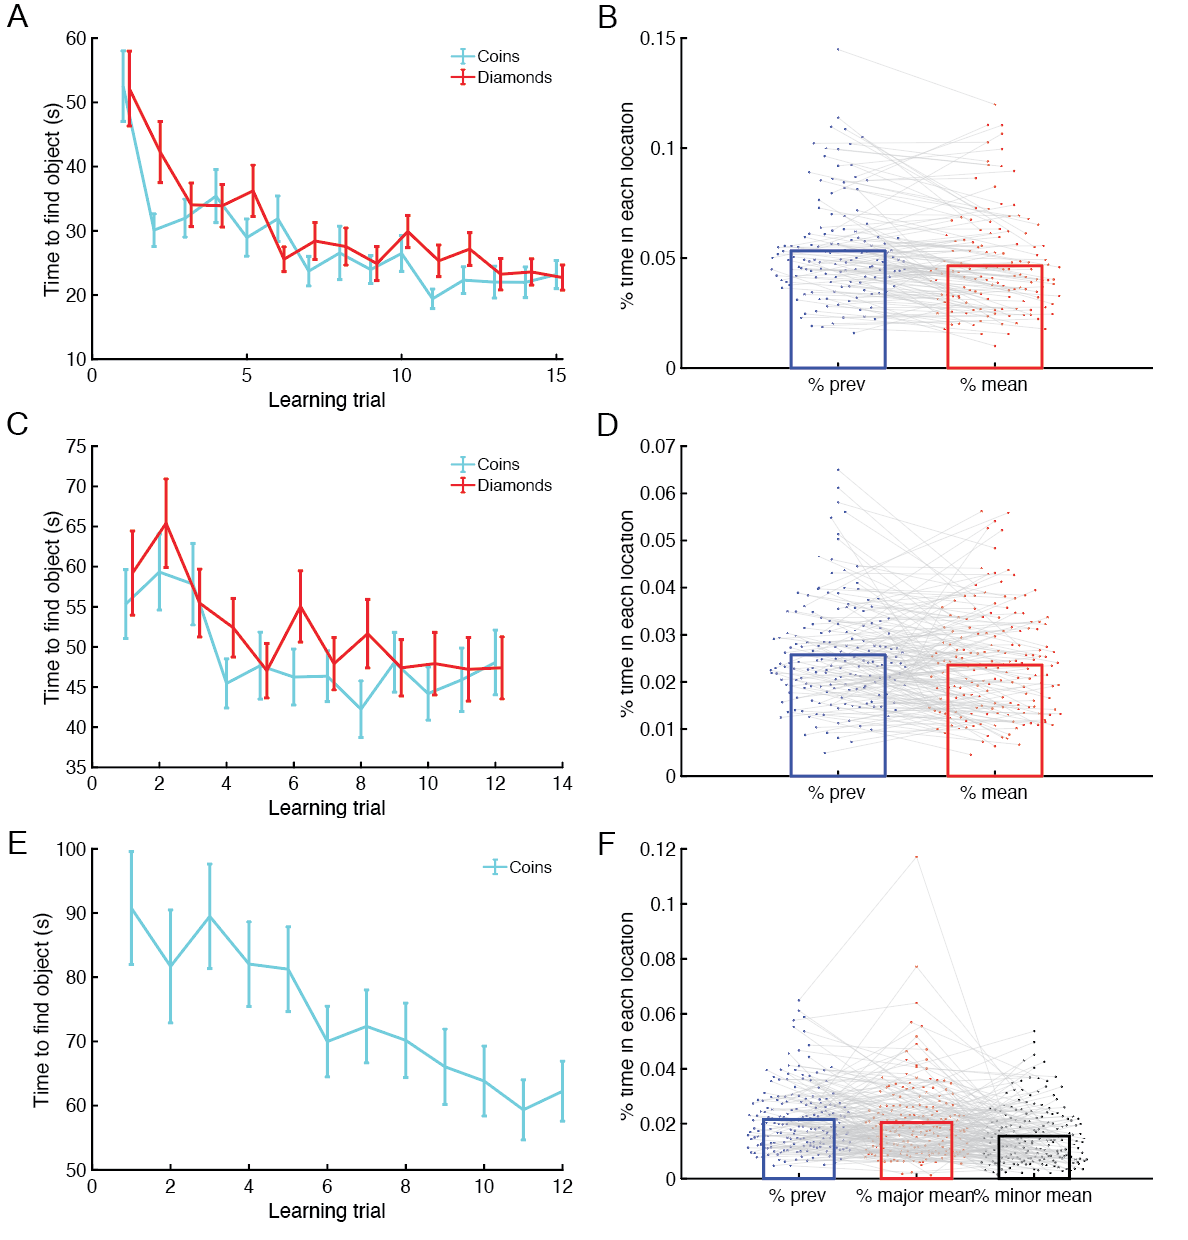 A
60
50
40
30
20
10
0
5
10
15
Time to find object (s)
Learning trial
Coins
Diamonds
B
0.15
0.1
0.05
0
% time in each location
% prev
% mean
C
75
70
65
60
55
50
45
40
35
0
2
4
6
8
10
12
14
Time to find object (s)
Learning trial
Coins
Diamonds
D
0.07
0.06
0.05
0.04
0.03
0.02
0.01
0
% time in each location
% prev
% mean
E
100
90
80
70
60
50
0
2
4
6
8
10
12
Time to find object (s)
Learning trial
Coins
F
0.12
0.1
0.08
0.06
0.04
0.02
0
% time in each location
% prev
% major mean
% minor mean